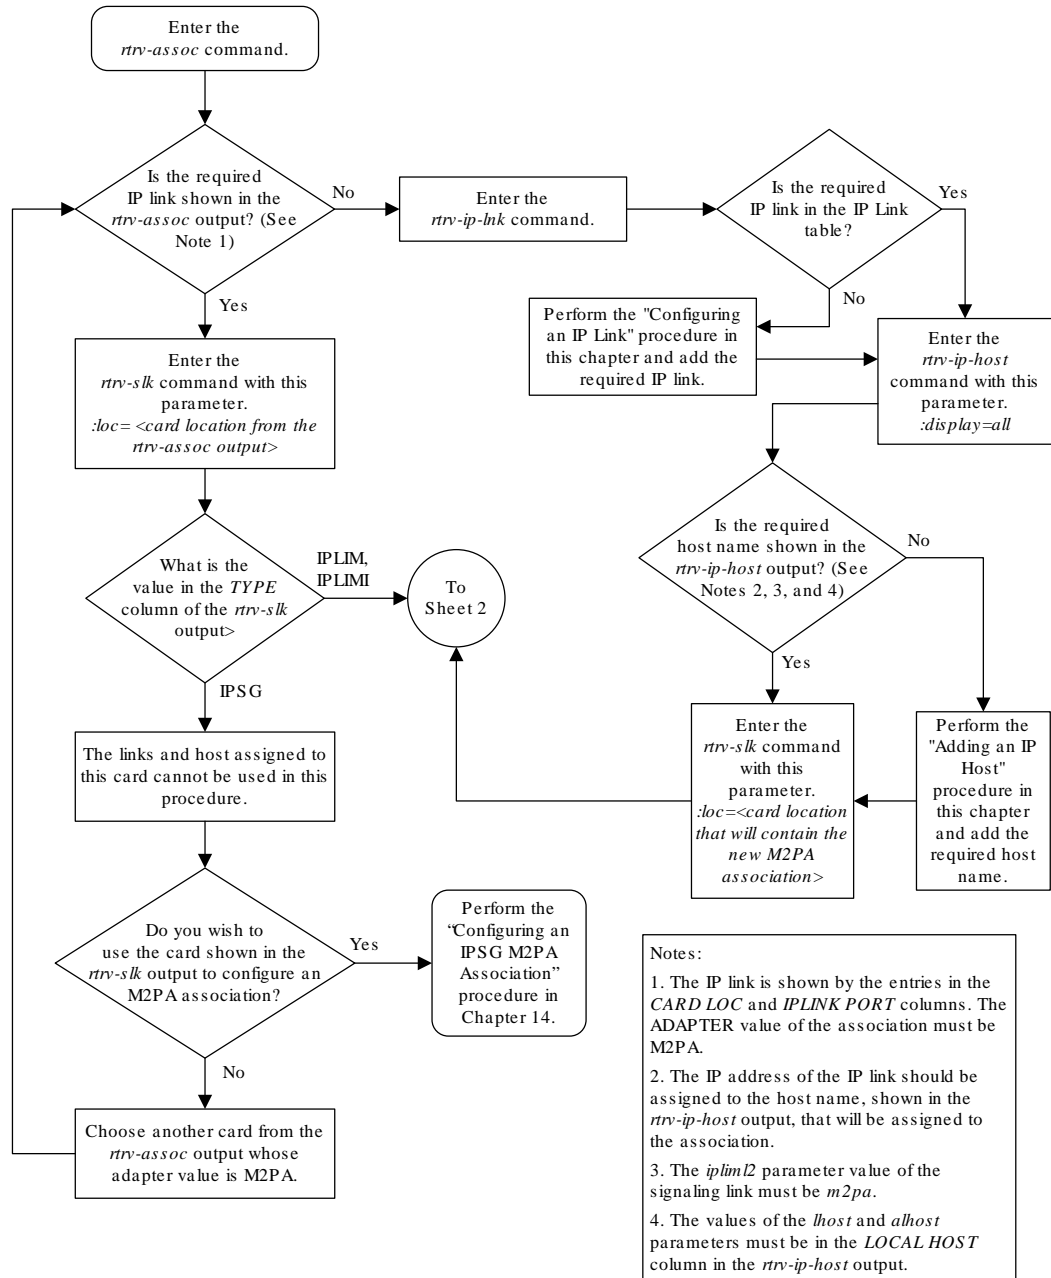 Enter the
rtrv-assoc command.
Is the required
IP link shown in the
rtrv-assoc output? (See
Note 1)
No
Enter the
rtrv-ip-lnk command.
Is the required
IP link in the IP Link
table?
Yes
No
Yes
Perform the "Configuring
an IP Link" procedure in
this chapter and add the
required IP link.
Enter the
rtrv-ip-host
command with this
parameter.
:display=all
Enter the
rtrv-slk command with this
parameter.
:loc= <card location from the
rtrv-assoc output>
Is the required
host name shown in the
rtrv-ip-host output? (See
Notes 2, 3, and 4)
No
Yes
What is the
value in the TYPE
column of the rtrv-slk
output>
IPLIM,
IPLIMI
To
Sheet 2
IPSG
The links and host assigned to
this card cannot be used in this
procedure.
Enter the
rtrv-slk command
with this
parameter.
:loc=<card location
that will contain the
new M2PA
association>
Perform the
"Adding an IP
Host"
procedure in
this chapter
and add the
required host
name.
Do you wish to
use the card shown in the
rtrv-slk output to configure an
M2PA association?
Yes
Perform the
“Configuring an
IPSG M2PA
Association”
procedure in
Chapter 14.
No
Choose another card from the
rtrv-assoc output whose
adapter value is M2PA.
Notes:
1. The IP link is shown by the entries in the
CARD LOC and IPLINK PORT columns. The
ADAPTER value of the association must be
M2PA.
2. The IP address of the IP link should be
assigned to the host name, shown in the
rtrv-ip-host output, that will be assigned to
the association.
3. The ipliml2 parameter value of the
signaling link must be m2pa.
4. The values of the lhost and alhost
parameters must be in the LOCAL HOST
column in the rtrv-ip-host output.